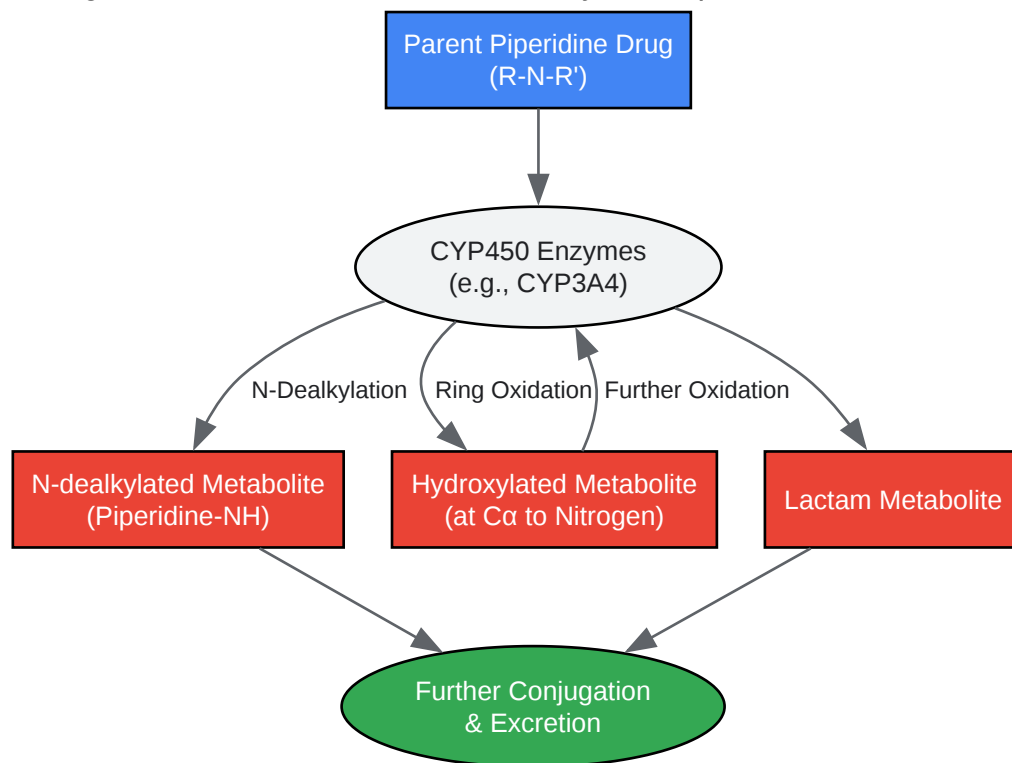 Parent Piperidine Drug
(R-N-R')
CYP450 Enzymes
(e.g., CYP3A4)
N-Dealkylation
Ring Oxidation
Further Oxidation
N-dealkylated Metabolite
(Piperidine-NH)
Hydroxylated Metabolite
(at Cα to Nitrogen)
Lactam Metabolite
Further Conjugation
& Excretion